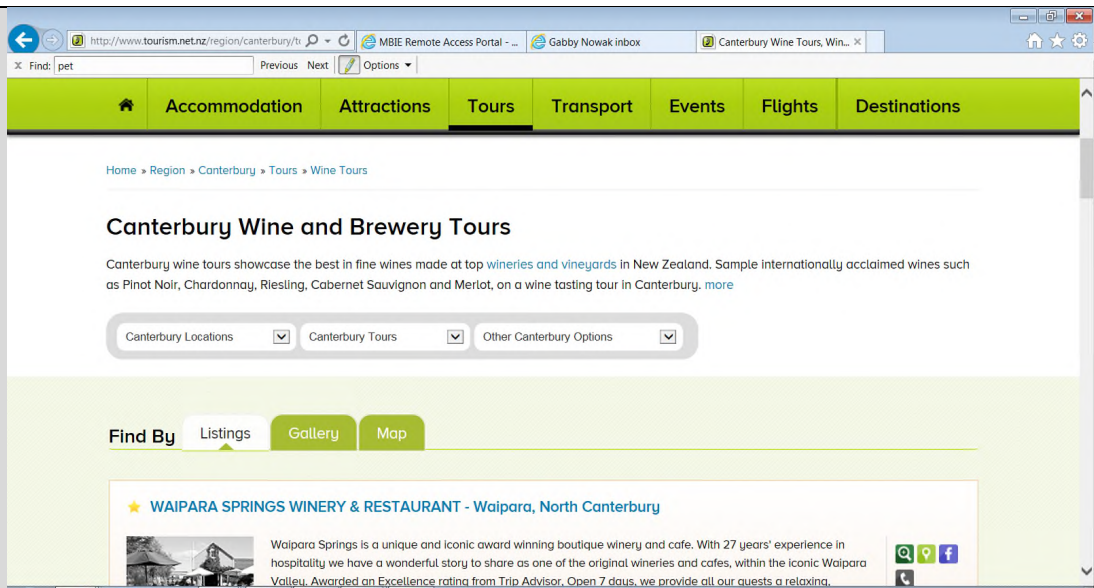 http://www.tourism.net.nz/region/canterbury/t
MBIE Remote Access Portal - ...
Gabby Nowak inbox
Canterbury Wine Tours, Win...
x Find: pet
Previous Next
Options
Accommodation
Attractions
Tours
Transport
Events
Flights
Destinations
Home » Region » Canterbury » Tours » Wine Tours
Canterbury Wine and Brewery Tours
Canterbury wine tours showcase the best in fine wines made at top wineries and vineyards in New Zealand. Sample internationally acclaimed wines such
as Pinot Noir, Chardonnay, Riesling, Cabernet Sauvignon and Merlot, on a wine tasting tour in Canterbury. more
Canterbury Locations
Canterbury Tours
Other Canterbury Options
Find By
Listings
Gallery
Map
WAIPARA SPRINGS WINERY & RESTAURANT - Waipara, North Canterbury
Waipara Springs is a unique and iconic award winning boutique winery and cafe. With 27 years' experience in
hospitality we have a wonderful story to share as one of the original wineries and cafes, within the iconic Waipara
Valley. Awarded an Excellence rating from Trip Advisor, Open 7 days, we provide all our guests a relaxing,